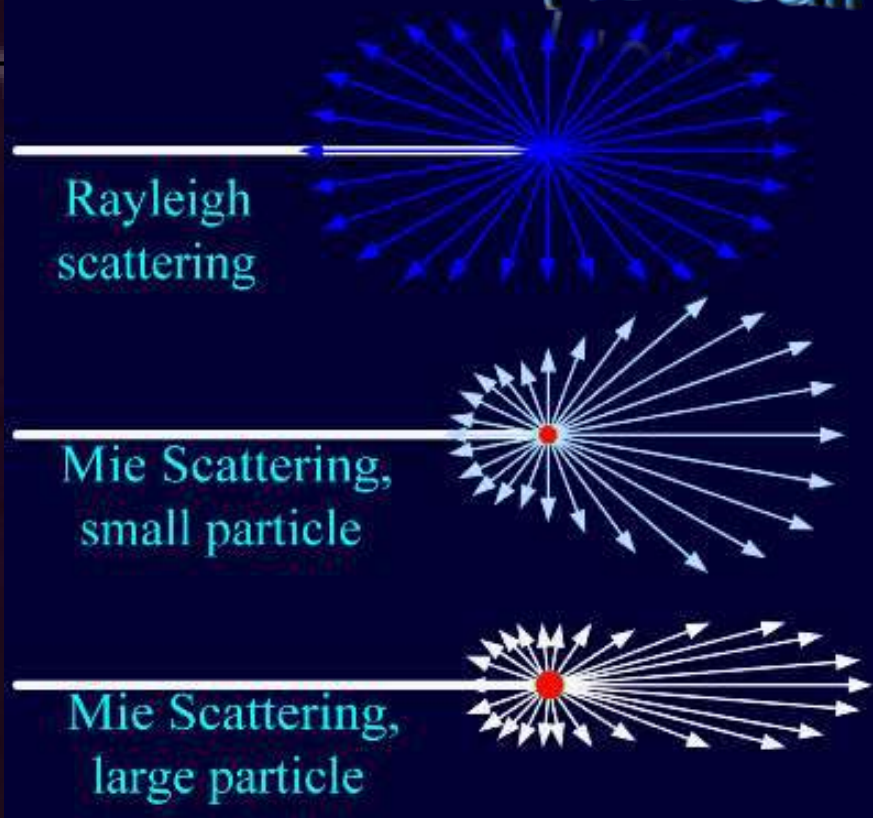 Rayleigh
scattering
Mie Scattering,
small particle
Mie Scattering,
large particle